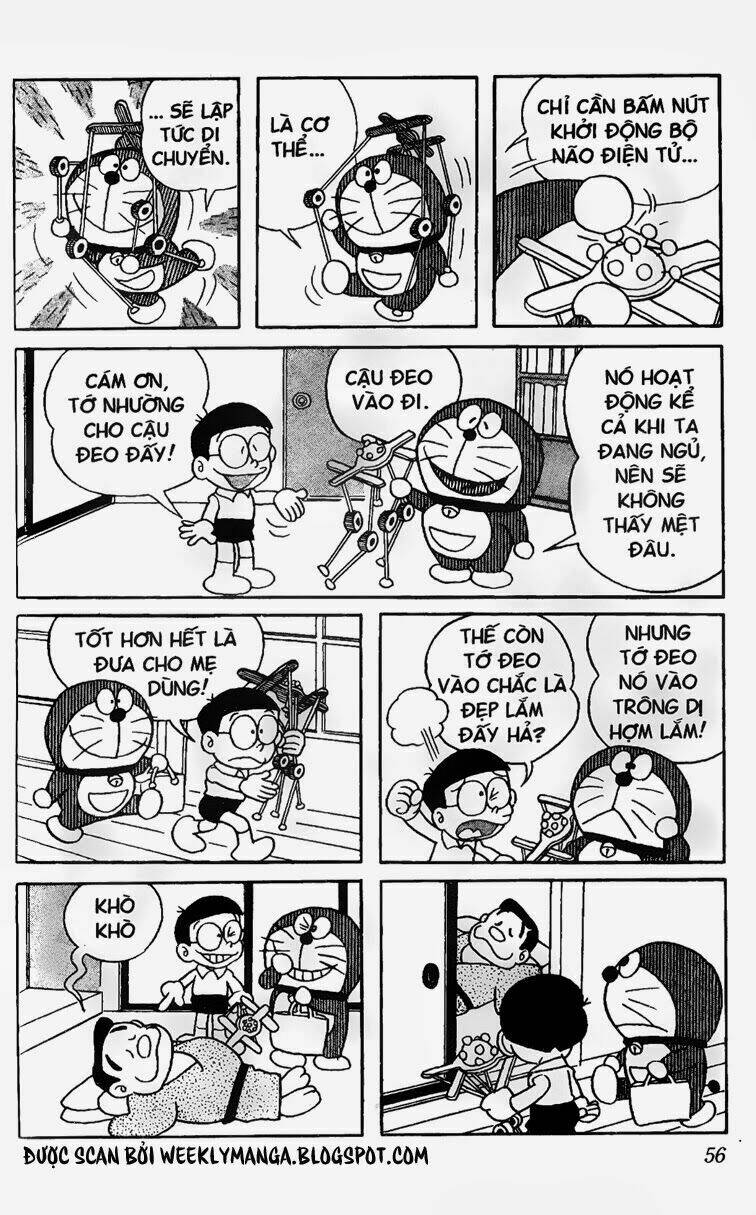 CHỈ CẦN BẤM NÚT
KHỞI ĐỘNG BỘ
NÃO ĐIỆN TỬ...
LÀ CƠ
THỂ...
... SẼ LẬP
TỨC DI
CHUYỂN.
NÓ HOẠT
ĐỘNG KỂ
CẢ KHI TA
ĐANG NGỦ,
NÊN SẼ
KHÔNG
THẤY MỆT
ĐÂU.
CẬU ĐEO
VÀO ĐI.
CÁM ƠN,
TỚ NHƯỜNG
CHO CẬU
ĐEO ĐẤY!
NHƯNG
TỚ ĐEO
NÓ VÀO
TRÔNG DỊ
HỢM LẮM!
THẾ CÒN
TỚ ĐEO
VÀO CHẮC LÀ
ĐẸP LẮM
ĐẤY HẢ?
TỐT HƠN HẾT LÀ
ĐƯA CHO MẸ
DÙNG!
KHÒ
KHÒ
ĐƯỢC SCAN BỞI WEEKLYMANGA.BLOGSPOT.COM
56